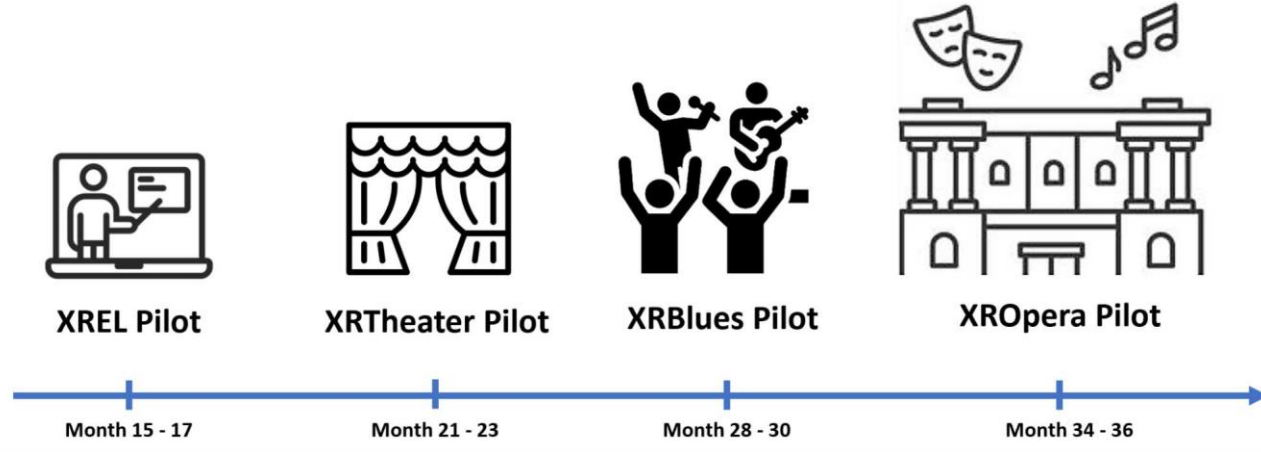 XREL Pilot
XRTheater Pilot
XRBlues Pilot
XROpera Pilot
Month 15 - 17
Month 21 - 23
Month 28 - 30
Month 34 - 36